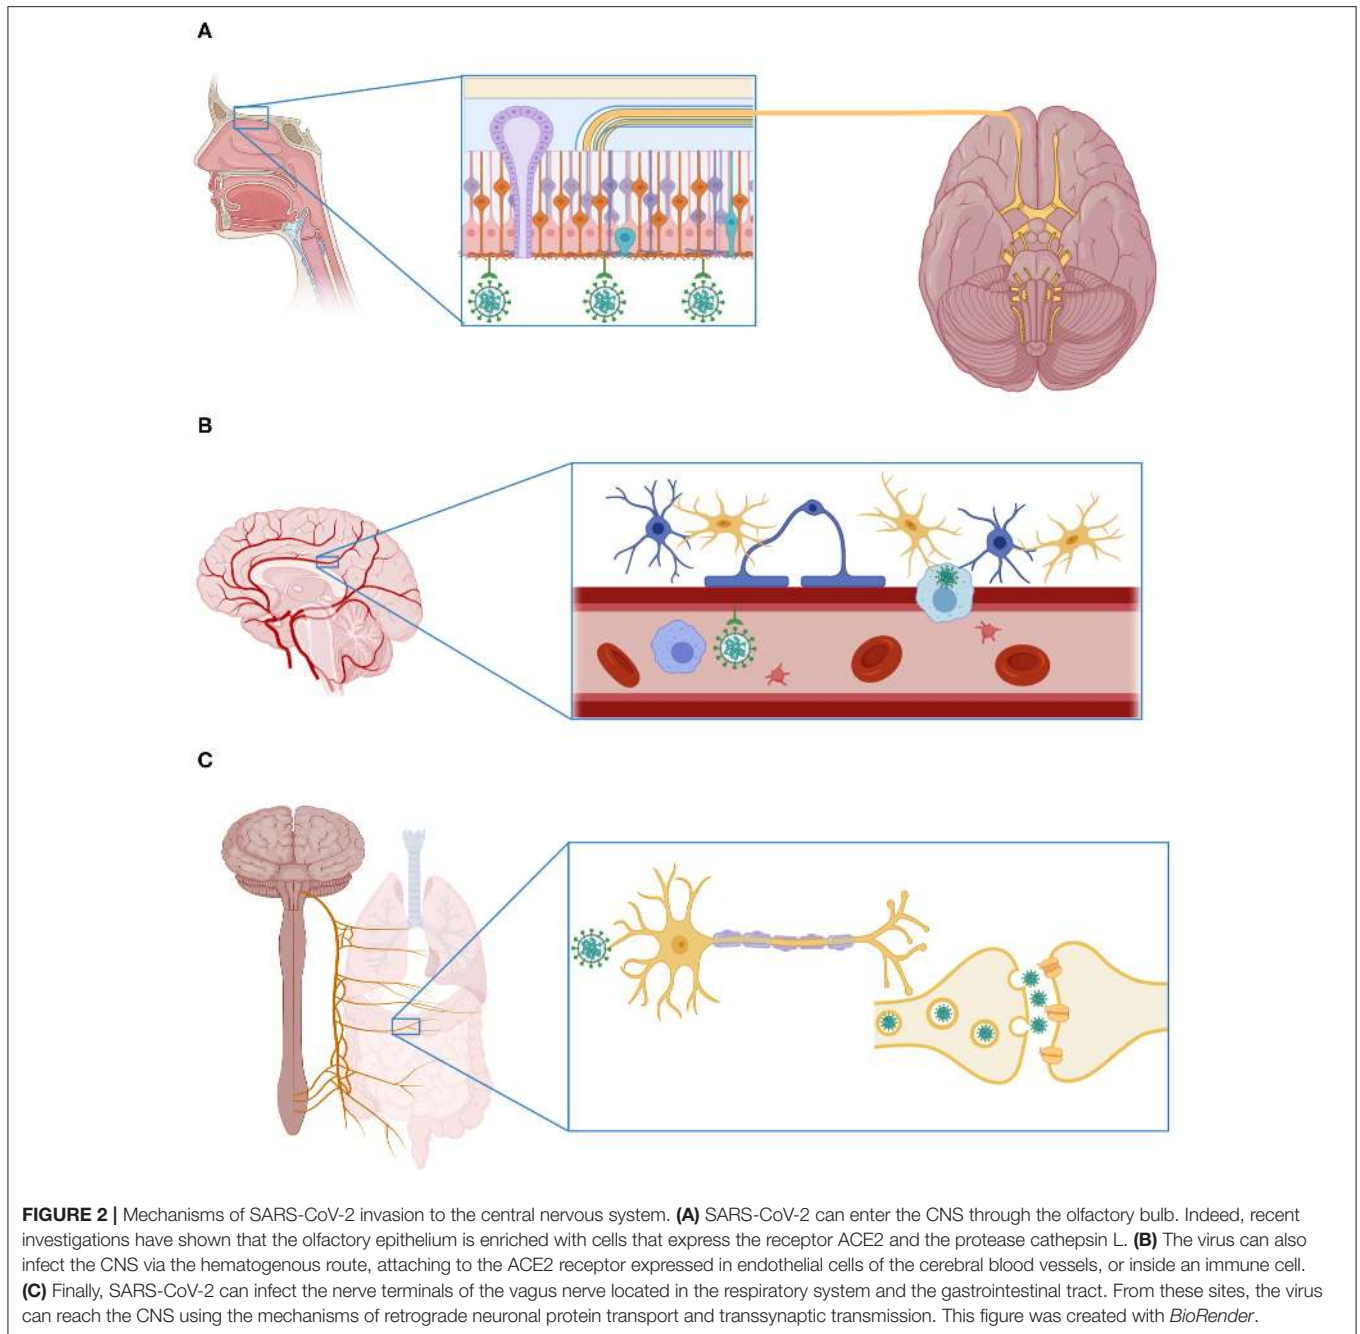 A
B
C
FIGURE 2 | Mechanisms of SARS-CoV-2 invasion to the central nervous system. (A) SARS-CoV-2 can enter the CNS through the olfactory bulb. Indeed, recent
investigations have shown that the olfactory epithelium is enriched with cells that express the receptor ACE2 and the protease cathepsin L. (B) The virus can also
infect the CNS via the hematogenous route, attaching to the ACE2 receptor expressed in endothelial cells of the cerebral blood vessels, or inside an immune cell.
(C) Finally, SARS-CoV-2 can infect the nerve terminals of the vagus nerve located in the respiratory system and the gastrointestinal tract. From these sites, the virus
can reach the CNS using the mechanisms of retrograde neuronal protein transport and transsynaptic transmission. This figure was created with BioRender.